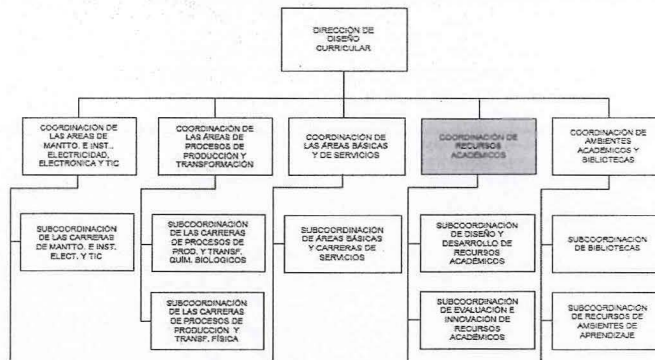 DIRECCIÓN DE
DISEÑO
CURRICULAR
COORDINACIÓN DE
LAS AREAS DE
MANTTO. E INST.,
ELECTRICIDAD,
ELECTRONICA Y TIC
COORDINACIÓN DE
LAS ÁREAS DE
PROCESOS DE
PRODUCCIÓN Y
TRANSFORMACIÓN
COORDINACIÓN DE
LAS ÁREAS BÁSICAS
Y DE SERVICIOS
COORDINACIÓN DE
RECURSOS
ACADÉMICOS
COORDINACIÓN DE
AMBIENTES
ACADÉMICOS Y
BIBLIOTECAS
SUBCOORDINACIÓN
DE LAS CARRERAS
DE MANTTO. E INST.
ELECT. Y TIC
SUBCOORDINACIÓN
DE LAS CARRERAS
DE PROCESOS DE
PROD. Y TRANSF.
QUÍM. BIOLOGICOS
SUBCOORDINACIÓN
DE ÁREAS BÁSICAS
Y CARRERAS DE
SERVICIOS
SUBCOORDINACIÓN
DE DISEÑO Y
DESARROLLO DE
RECURSOS
ACADÉMICOS
SUBCOORDINACIÓN
DE BIBLIOTECAS
SUBCOORDINACIÓN
DE LAS CARRERAS
DE PROCESOS DE
PRODUCCIÓN Y
TRANSF. FÍSICA
SUBCOORDINACIÓN
DE EVALUACIÓN E
INNOVACIÓN DE
RECURSOS
ACADÉMICOS
SUBCOORDINACIÓN
DE RECURSOS DE
AMBIENTES DE
APRENDIZAJE